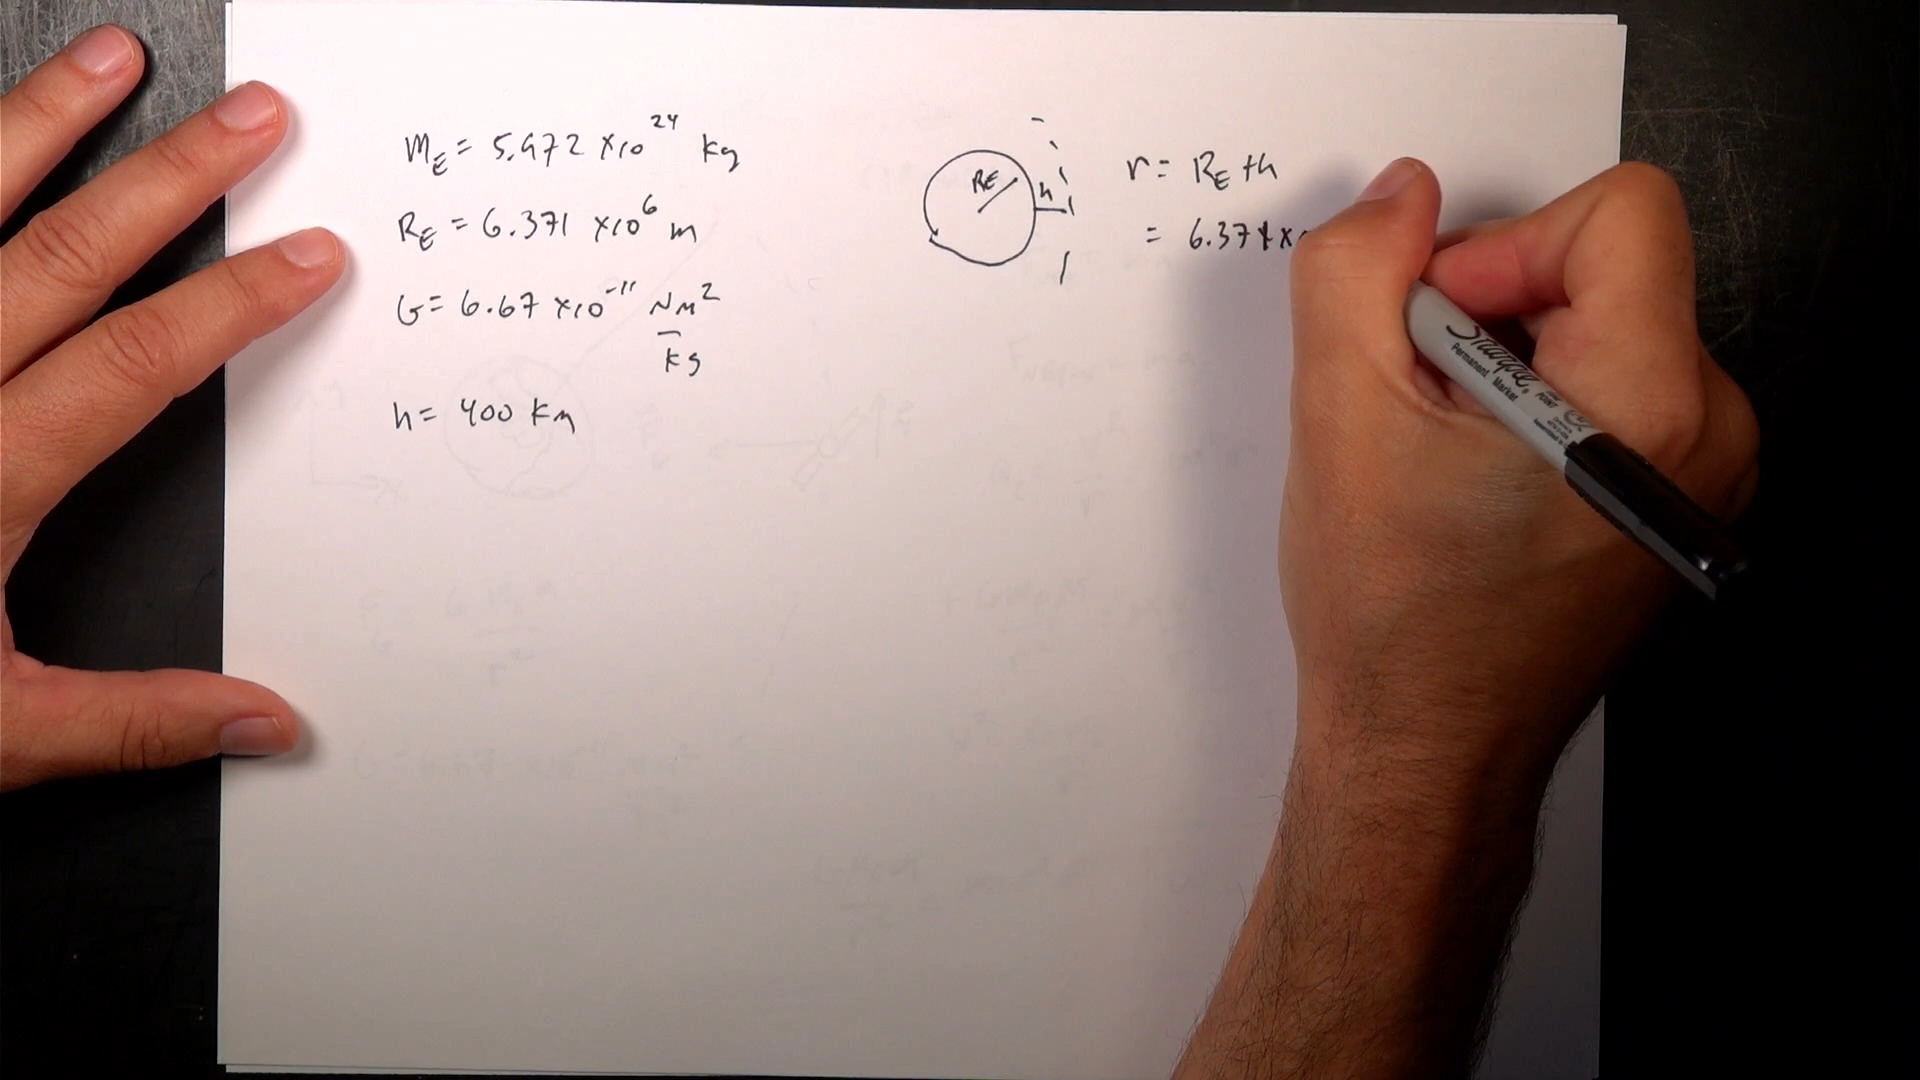 M_E = 5.972 x10^24 kg
R_E = 6.371 x10^6 m
G = 6.67 x10^-11 Nm^2
kg
h = 400 km
R_E
h
r = R_E + h
= 6.371 x
Sharpie
Permanent Marker